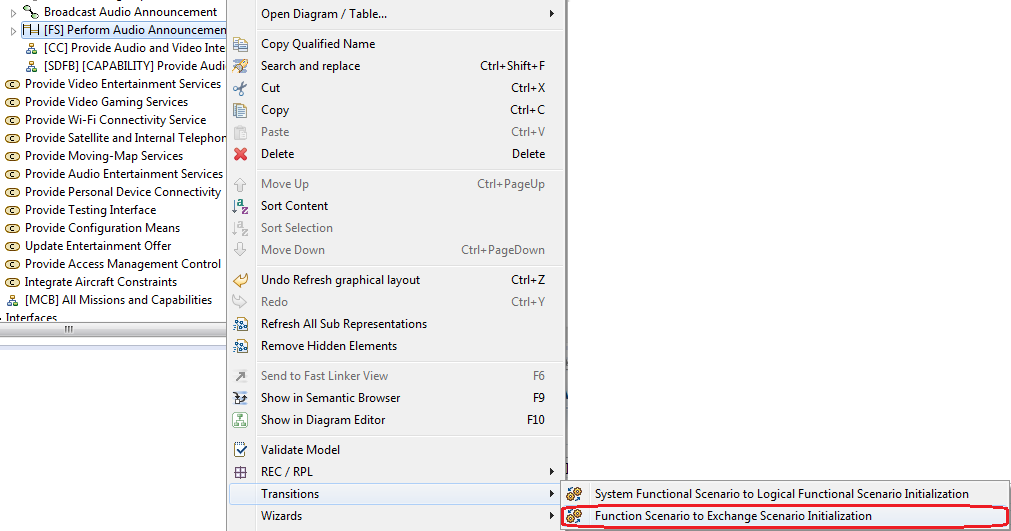 Broadcast Audio Announcement
[FS] Perform Audio Announcemen
[CC] Provide Audio and Video Inte
[SDFB] [CAPABILITY] Provide Audi
Provide Video Entertainment Services
Provide Video Gaming Services
Provide Wi-Fi Connectivity Service
Provide Satellite and Internal Telephor
Provide Moving-Map Services
Provide Audio Entertainment Services
Provide Personal Device Connectivity
Provide Testing Interface
Provide Configuration Means
Update Entertainment Offer
Provide Access Management Control
Integrate Aircraft Constraints
[MCB] All Missions and Capabilities
Interfaces
Open Diagram / Table...
Copy Qualified Name
Search and replace Ctrl+Shift+F
Cut Ctrl+X
Copy Ctrl+C
Paste Ctrl+V
Delete Delete
Move Up Ctrl+PageUp
Sort Content
Sort Selection
Move Down Ctrl+PageDown
Undo Refresh graphical layout Ctrl+Z
Redo Ctrl+Y
Refresh All Sub Representations
Remove Hidden Elements
Send to Fast Linker View F6
Show in Semantic Browser F9
Show in Diagram Editor F10
Validate Model
REC / RPL
Transitions
Wizards
System Functional Scenario to Logical Functional Scenario Initialization
Function Scenario to Exchange Scenario Initialization